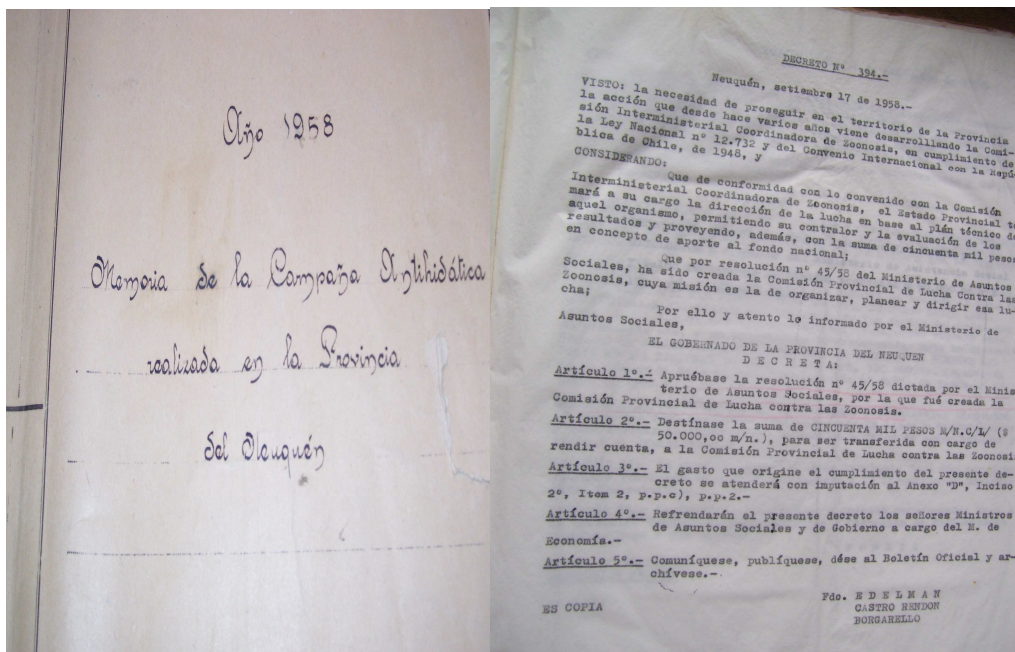 Año 1958
Memoria de la Campaña Antihidática
realizada en la Provincia
del Neuquén
DECRETO Nº 394.-
Neuquén, setiembre 17 de 1958.-
VISTO: la necesidad de proseguir en el territorio de la Provincia
la acción que desde hace varios años viene desarrolllando la Comi-
sión Interministerial Coordinadora de Zoonosis, en cumplimiento de
la Ley Nacional nº 12.732 y del Convenio Internacional con la Repú
blica de Chile, de 1948, y
CONSIDERANDO:
Que de conformidad con lo convenido con la Comisión
Interministerial Coordinadora de Zoonosis, el Estado Provincial to
mará a su cargo la dirección de la lucha en base al plán técnico de
aquel organismo, permitiendo su contralor y la evaluación de los
resultados y proveyendo, además, con la suma de cincuenta mil pesos
en concepto de aporte al fondo nacional;
Que por resolución nº 45/58 del Ministerio de Asuntos
Sociales, ha sido creada la Comisión Provincial de Lucha Contra las
Zoonosis, cuya misión es la de organizar, planear y dirigir esa lu-
cha;
Por ello y atento lo informado por el Ministerio de
Asuntos Sociales,
EL GOBERNADO DE LA PROVINCIA DEL NEUQUEN
D E C R E T A:
Artículo 1º.- Apruébase la resolución nº 45/58 dictada por el Minis
terio de Asuntos Sociales, por la que fué creada la
Comisión Provincial de Lucha contra las Zoonosis.
Artículo 2º.- Destínase la suma de CINCUENTA MIL PESOS M/N.C/L/ ($
50.000,oo m/n.), para ser transferida con cargo de
rendir cuenta, a la Comisión Provincial de Lucha contra las Zoonosis
Artículo 3º.- El gasto que origine el cumplimiento del presente de-
creto se atenderá con imputación al Anexo "D", Inciso
2º, Item 2, p.p.c), p.p.2.-
Artículo 4º.- Refrendarán el presente decreto los señores Ministros
de Asuntos Sociales y de Gobierno a cargo del M. de
Economía.-
Artículo 5º.- Comuníquese, publíquese, dése al Boletín Oficial y ar-
chívese.-
Fdo. E D E L M A N
CASTRO RENDON
BORGARELLO
ES COPIA